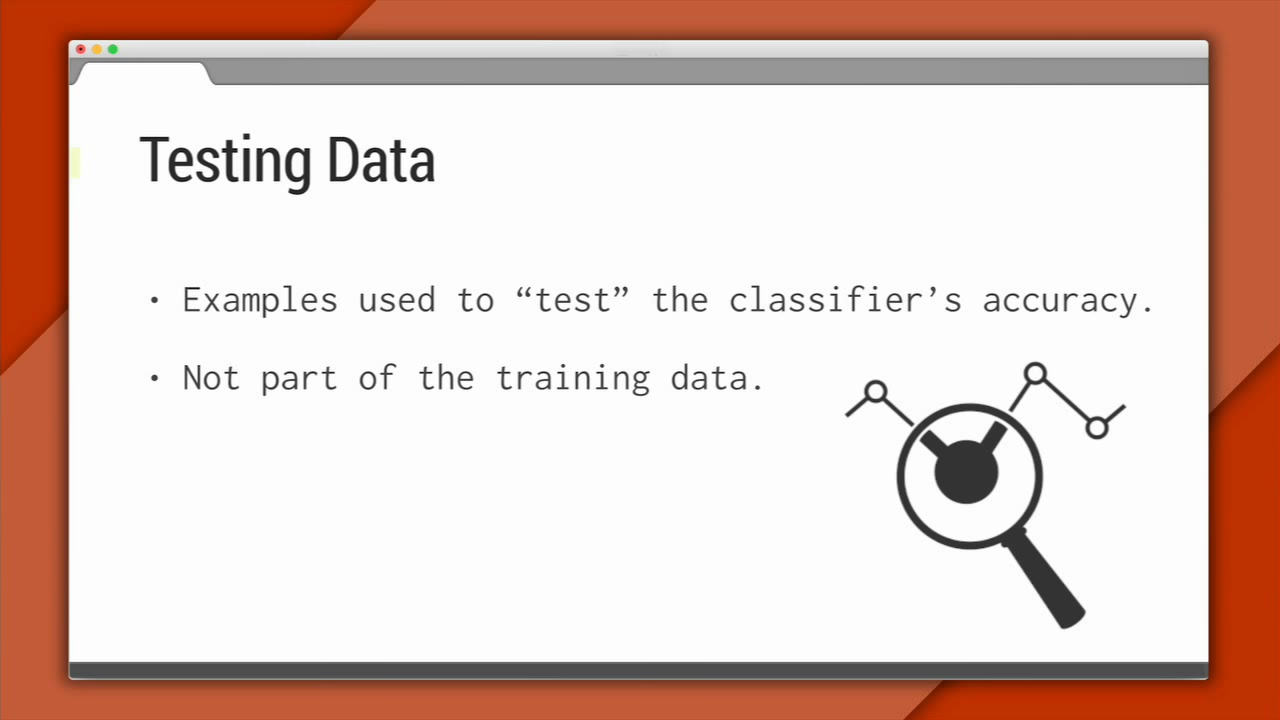 Testing Data
• Examples used to “test” the classifier’s accuracy.
• Not part of the training data.